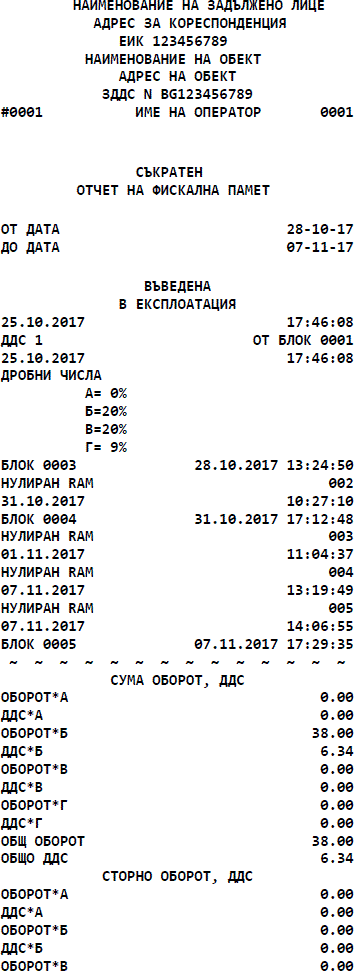 НАИМЕНОВАНИЕ НА ЗАДЪЛЖЕНО ЛИЦЕ
АДРЕС ЗА КОРЕСПОНДЕНЦИЯ
ЕИК 123456789
НАИМЕНОВАНИЕ НА ОБЕКТ
АДРЕС НА ОБЕКТ
ЗДДС N BG123456789
#0001 ИМЕ НА ОПЕРАТОР 0001
СЪКРАТЕН
ОТЧЕТ НА ФИСКАЛНА ПАМЕТ
ОТ ДАТА 28-10-17
ДО ДАТА 07-11-17
ВЪВЕДЕНА
В ЕКСПЛОАТАЦИЯ
25.10.2017 17:46:08
ДДС 1 ОТ БЛОК 0001
25.10.2017 17:46:08
ДРОБНИ ЧИСЛА
А= 0%
Б=20%
В=20%
Г= 9%
БЛОК 0003 28.10.2017 13:24:50
НУЛИРАН RAM 002
31.10.2017 10:27:10
БЛОК 0004 31.10.2017 17:12:48
НУЛИРАН RAM 003
01.11.2017 11:04:37
НУЛИРАН RAM 004
07.11.2017 13:19:49
НУЛИРАН RAM 005
07.11.2017 14:06:55
БЛОК 0005 07.11.2017 17:29:35
~ ~ ~ ~ ~ ~ ~ ~ ~ ~ ~ ~ ~ ~
СУМА ОБОРОТ, ДДС
ОБОРОТ*А 0.00
ДДС*А 0.00
ОБОРОТ*Б 38.00
ДДС*Б 6.34
ОБОРОТ*В 0.00
ДДС*В 0.00
ОБОРОТ*Г 0.00
ДДС*Г 0.00
ОБЩ ОБОРОТ 38.00
ОБЩО ДДС 6.34
СТОРНО ОБОРОТ, ДДС
ОБОРОТ*А 0.00
ДДС*А 0.00
ОБОРОТ*Б 0.00
ДДС*Б 0.00
ОБОРОТ*В 0.00